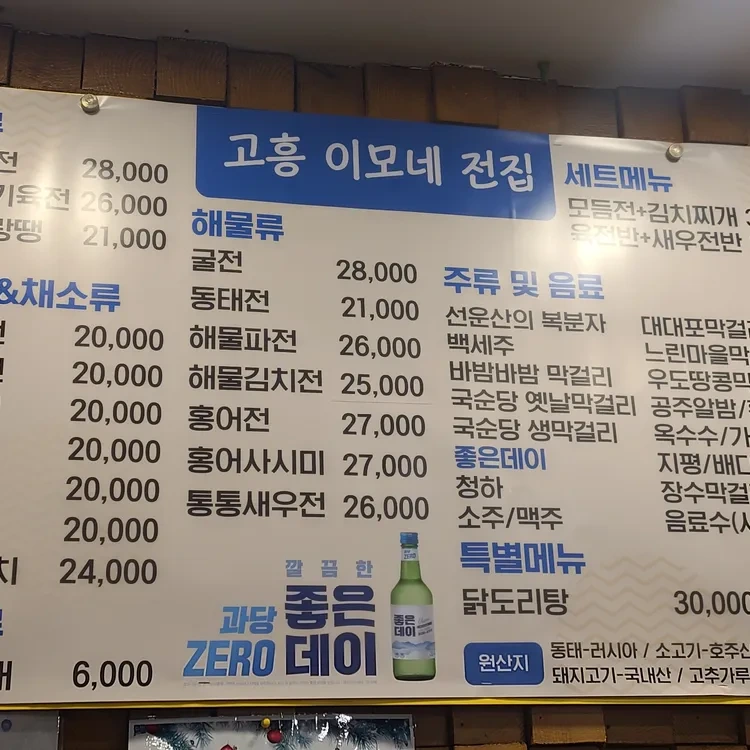 고흥 이모네 전집
전 28,000
기육전 26,000
랑땡 21,000
&채소류
전 20,000
20,000
20,000
20,000
20,000
20,000
24,000
6,000
해물류
굴전 28,000
동태전 21,000
해물파전 26,000
해물김치전 25,000
홍어전 27,000
홍어사시미 27,000
통통새우전 26,000
깔끔한
과당 ZERO
좋은데이
좋은데이
세트메뉴
모듬전+김치찌개
육전반+새우전반
주류 및 음료
선운산의 복분자
백세주
바밤바밤 막걸리
국순당 옛날막걸리
국순당 생막걸리
좋은데이
청하
소주/맥주
대대포막걸리
느린마을막
우도땅콩막
공주알밤/
옥수수/가
지평/배다
장수막걸
음료수(사
특별메뉴
닭도리탕 30,000
원산지
동태-러시아 / 소고기-호주산
돼지고기-국내산 / 고추가루